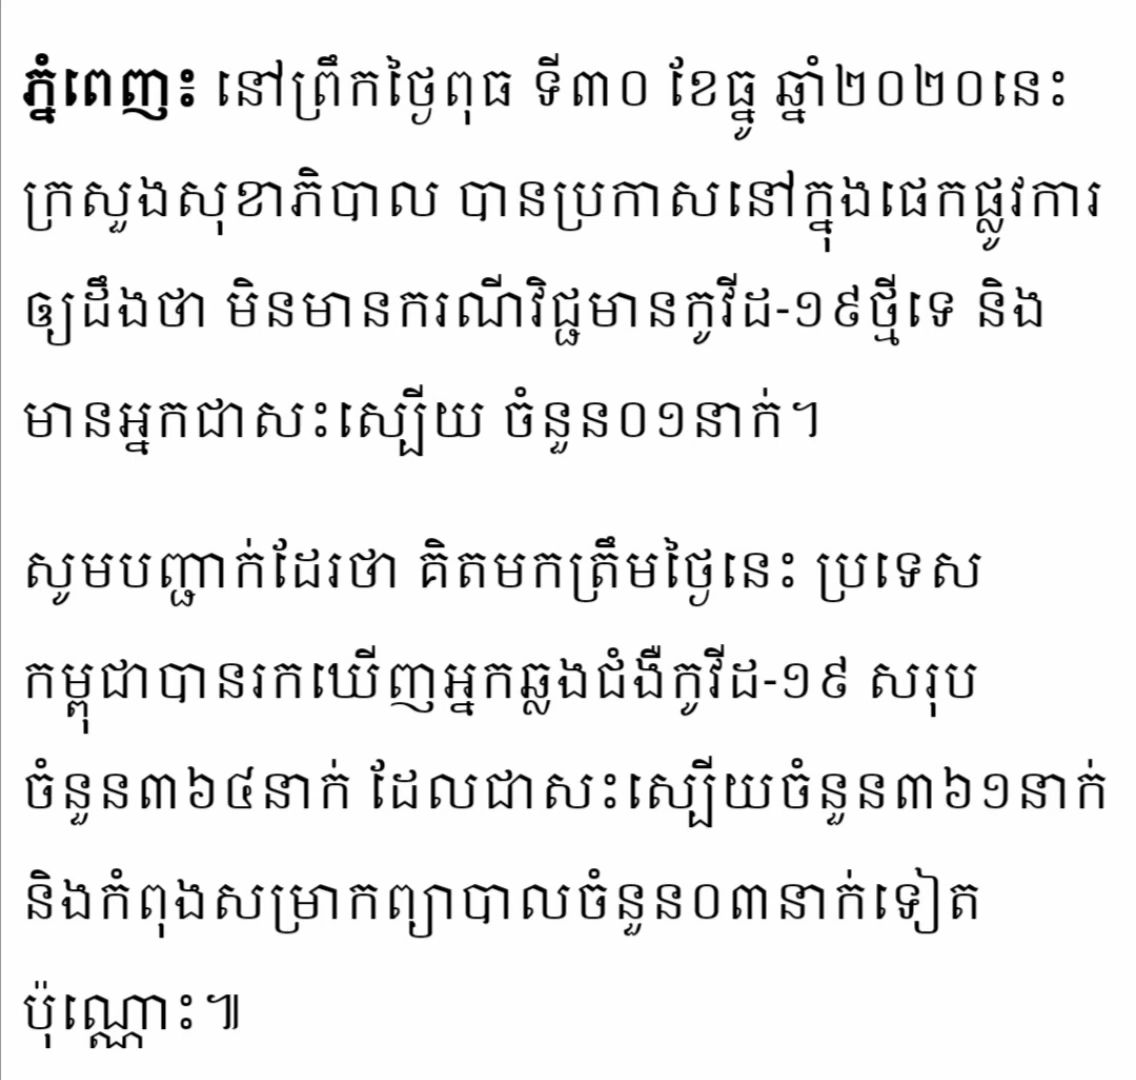 ភ្នំពេញ៖ នៅព្រឹកថ្ងៃពុធ ទី៣០ ខែធ្នូ ឆ្នាំ២០២០នេះ
ក្រសួងសុខាភិបាល បានប្រកាសនៅក្នុងផេកផ្លូវការ
ឲ្យដឹងថា មិនមានករណីវិជ្ជមានកូវីដ-១៩ថ្មីទេ និង
មានអ្នកជាសះស្បើយ ចំនួន០១នាក់។
សូមបញ្ជាក់ដែរថា គិតមកត្រឹមថ្ងៃនេះ ប្រទេស
កម្ពុជាបានរកឃើញអ្នកឆ្លងជំងឺកូវីដ-១៩ សរុប
ចំនួន៣៦៤នាក់ ដែលជាសះស្បើយចំនួន៣៦១នាក់
និងកំពុងសម្រាកព្យាបាលចំនួន០៣នាក់ទៀត
ប៉ុណ្ណោះ៕